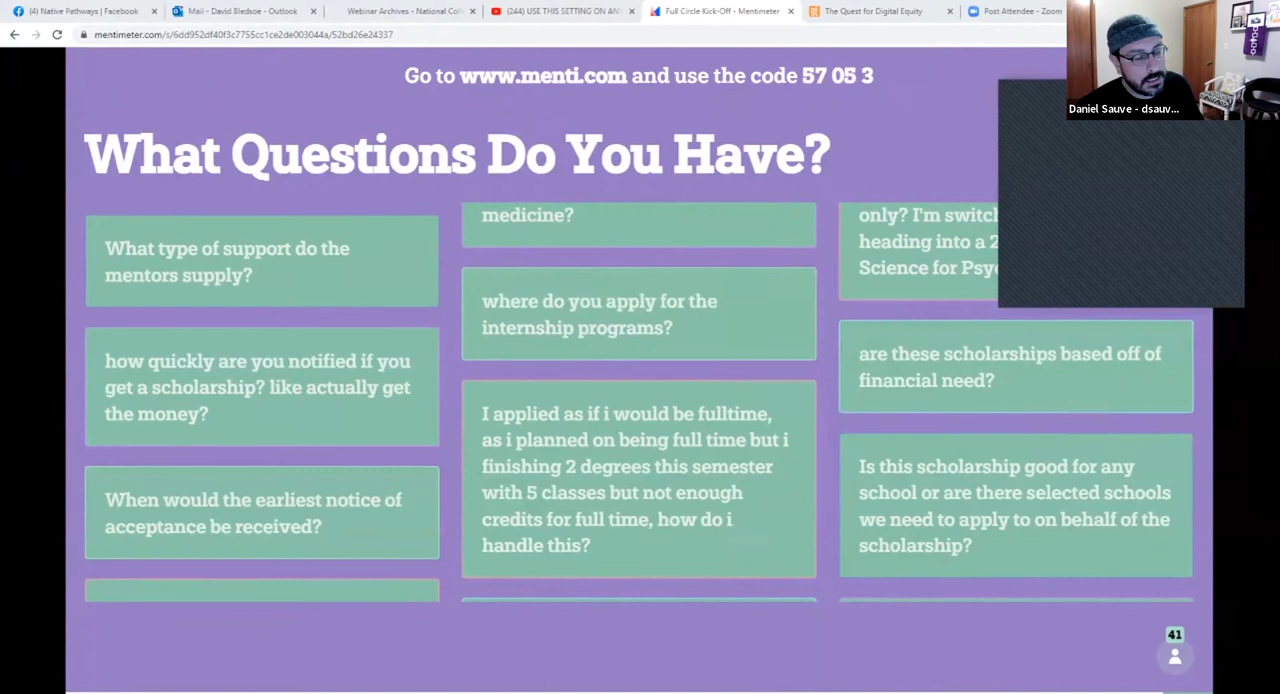 (4) Native Pathways | Facebook
Mail - David Bledsoe - Outlook
Webinar Archives - National Coll
(244) USE THIS SETTING ON ANY
Full Circle Kick-Off - Mentimeter
The Quest for Digital Equity
Post Attendee - Zoom
mentimeter.com/s/6dd952df40f3c7755cc1ce2de003044a/52bd26e24337
Daniel Sauve - dsauv...
Go to www.menti.com and use the code 57 05 3
What Questions Do You Have?
What type of support do the
mentors supply?
how quickly are you notified if you
get a scholarship? like actually get
the money?
When would the earliest notice of
acceptance be received?
medicine?
where do you apply for the
internship programs?
I applied as if i would be fulltime,
as i planned on being full time but i
finishing 2 degrees this semester
with 5 classes but not enough
credits for full time, how do i
handle this?
only? I'm switch
heading into a 2
Science for Psy
are these scholarships based off of
financial need?
Is this scholarship good for any
school or are there selected schools
we need to apply to on behalf of the
scholarship?
41